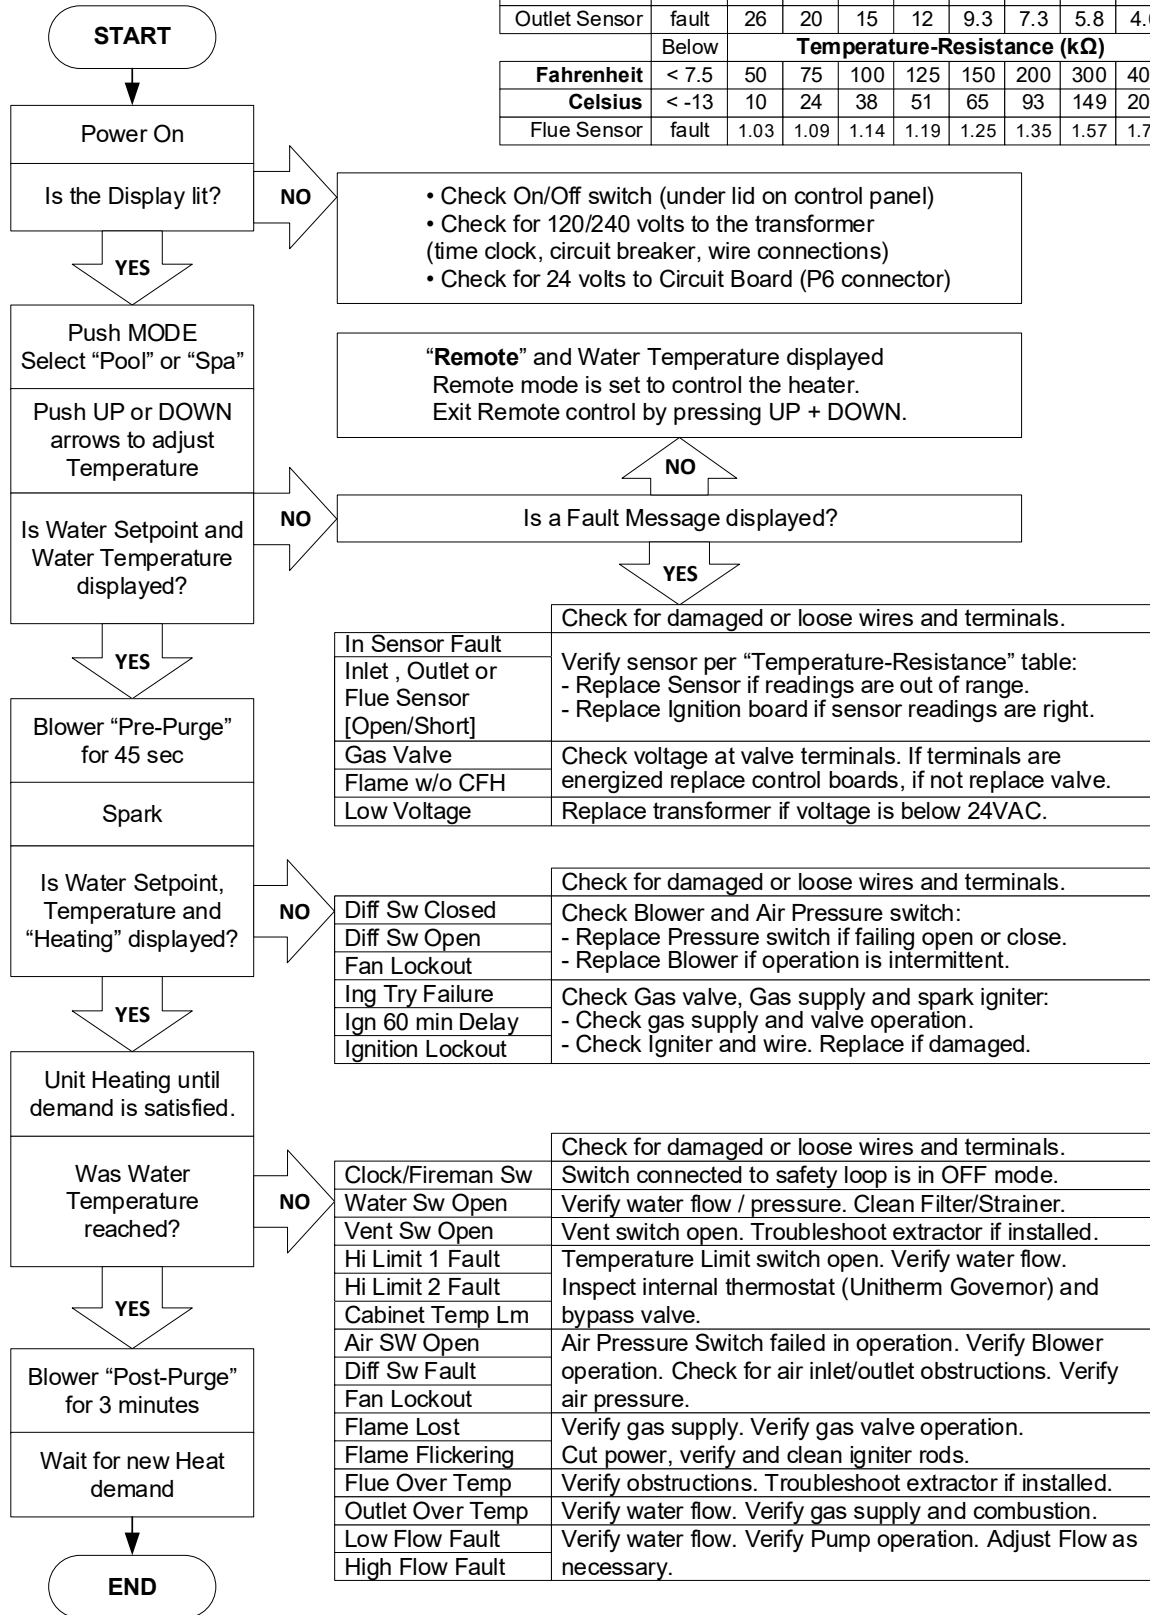 Outlet Sensor fault 26 20 15 12 9.3 7.3 5.8
Below Temperature-Resistance (kΩ)
Fahrenheit < 7.5 50 75 100 125 150 200 300
Celsius < -13 10 24 38 51 65 93 149
Flue Sensor fault 1.03 1.09 1.14 1.19 1.25 1.35 1.57
START
Power On
Is the Display lit?
NO
• Check On/Off switch (under lid on control panel)
• Check for 120/240 volts to the transformer
(time clock, circuit breaker, wire connections)
• Check for 24 volts to Circuit Board (P6 connector)
YES
Push MODE
Select “Pool” or “Spa”
Push UP or DOWN
arrows to adjust
Temperature
Is Water Setpoint and
Water Temperature
displayed?
NO
Is a Fault Message displayed?
NO
“Remote” and Water Temperature displayed
Remote mode is set to control the heater.
Exit Remote control by pressing UP + DOWN.
YES
Check for damaged or loose wires and terminals.
In Sensor Fault
Inlet , Outlet or
Flue Sensor
[Open/Short]
Verify sensor per “Temperature-Resistance” table:
- Replace Sensor if readings are out of range.
- Replace Ignition board if sensor readings are right.
Gas Valve
Flame w/o CFH
Check voltage at valve terminals. If terminals are
energized replace control boards, if not replace valve.
Low Voltage Replace transformer if voltage is below 24VAC.
YES
Blower “Pre-Purge”
for 45 sec
Spark
Is Water Setpoint,
Temperature and
“Heating” displayed?
NO
Check for damaged or loose wires and terminals.
Diff Sw Closed
Diff Sw Open
Fan Lockout
Check Blower and Air Pressure switch:
- Replace Pressure switch if failing open or close.
- Replace Blower if operation is intermittent.
Ing Try Failure
Ign 60 min Delay
Ignition Lockout
Check Gas valve, Gas supply and spark igniter:
- Check gas supply and valve operation.
- Check Igniter and wire. Replace if damaged.
YES
Unit Heating until
demand is satisfied.
Was Water
Temperature
reached?
NO
Check for damaged or loose wires and terminals.
Clock/Fireman Sw Switch connected to safety loop is in OFF mode.
Water Sw Open Verify water flow / pressure. Clean Filter/Strainer.
Vent Sw Open Vent switch open. Troubleshoot extractor if installed.
Hi Limit 1 Fault
Hi Limit 2 Fault
Cabinet Temp Lm
Temperature Limit switch open. Verify water flow.
Inspect internal thermostat (Unitherm Governor) and
bypass valve.
Air SW Open
Diff Sw Fault
Fan Lockout
Air Pressure Switch failed in operation. Verify Blower
operation. Check for air inlet/outlet obstructions. Verify
air pressure.
Flame Lost
Flame Flickering
Verify gas supply. Verify gas valve operation.
Cut power, verify and clean igniter rods.
Flue Over Temp Verify obstructions. Troubleshoot extractor if installed.
Outlet Over Temp Verify water flow. Verify gas supply and combustion.
Low Flow Fault
High Flow Fault
Verify water flow. Verify Pump operation. Adjust Flow as
necessary.
YES
Blower “Post-Purge”
for 3 minutes
Wait for new Heat
demand
END